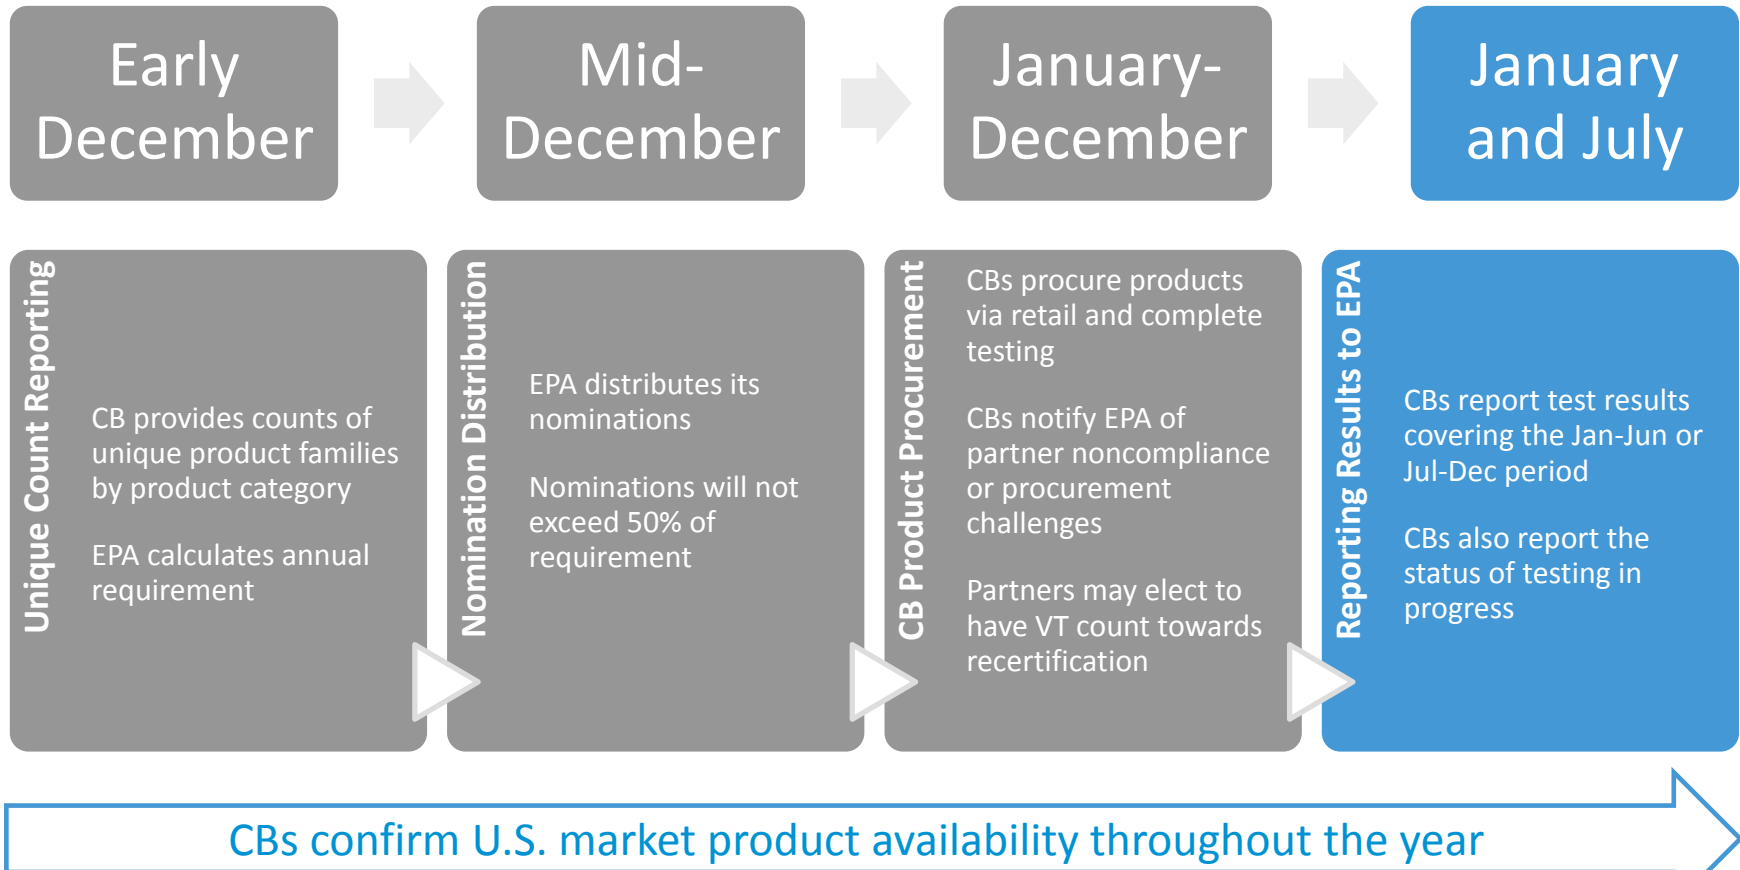 Early
December
Mid-
December
January-
December
January
and July
Unique Count Reporting
CB provides counts of
unique product families
by product category
EPA calculates annual
requirement
Nomination Distribution
EPA distributes its
nominations
Nominations will not
exceed 50% of
requirement
CB Product Procurement
CBs procure products
via retail and complete
testing
CBs notify EPA of
partner noncompliance
or procurement
challenges
Partners may elect to
have VT count towards
recertification
Reporting Results to EPA
CBs report test results
covering the Jan-Jun or
Jul-Dec period
CBs also report the
status of testing in
progress
CBs confirm U.S. market product availability throughout the year